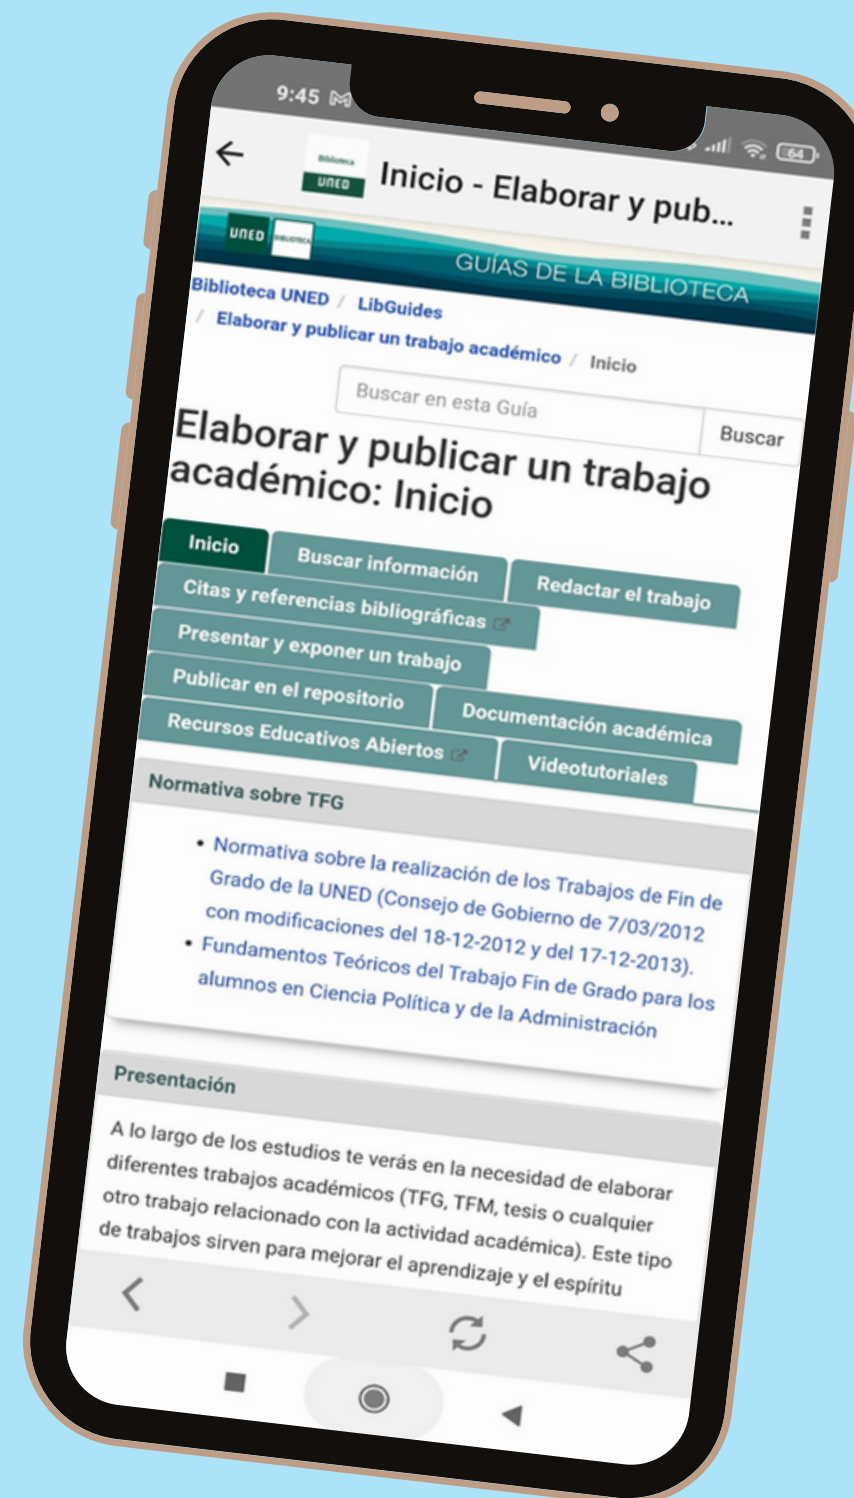 9:45
64
Biblioteca
UNED
Inicio - Elaborar y pub...
UNED
BIBLIOTECA
GUÍAS DE LA BIBLIOTECA
Biblioteca UNED / LibGuides
/ Elaborar y publicar un trabajo académico / Inicio
Buscar en esta Guía
Buscar
Elaborar y publicar un trabajo
académico: Inicio
Inicio
Buscar información
Redactar el trabajo
Citas y referencias bibliográficas
Presentar y exponer un trabajo
Publicar en el repositorio
Documentación académica
Recursos Educativos Abiertos
Videotutoriales
Normativa sobre TFG
• Normativa sobre la realización de los Trabajos de Fin de
Grado de la UNED (Consejo de Gobierno de 7/03/2012
con modificaciones del 18-12-2012 y del 17-12-2013).
• Fundamentos Teóricos del Trabajo Fin de Grado para los
alumnos en Ciencia Política y de la Administración
Presentación
A lo largo de los estudios te verás en la necesidad de elaborar
diferentes trabajos académicos (TFG, TFM, tesis o cualquier
otro trabajo relacionado con la actividad académica). Este tipo
de trabajos sirven para mejorar el aprendizaje y el espíritu